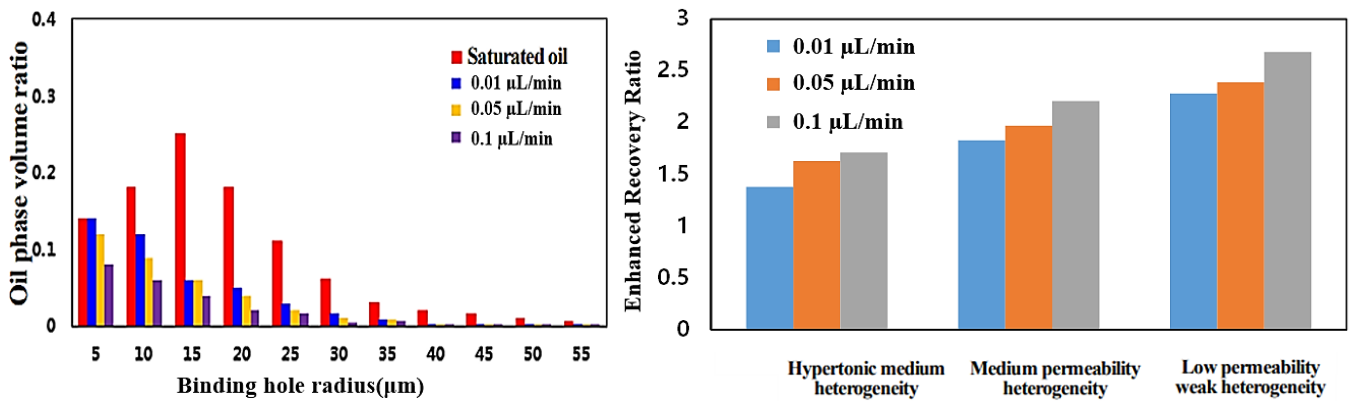 Oil phase volume ratio
0.4
0.3
0.2
0.1
0
Saturated oil
0.01 μL/min
0.05 μL/min
0.1 μL/min
5 10 15 20 25 30 35 40 45 50 55
Binding hole radius(μm)
Enhanced Recovery Ratio
3
2.5
2
1.5
1
0.5
0
0.01 μL/min
0.05 μL/min
0.1 μL/min
Hypertonic medium
heterogeneity
Medium permeability
heterogeneity
Low permeability
weak heterogeneity